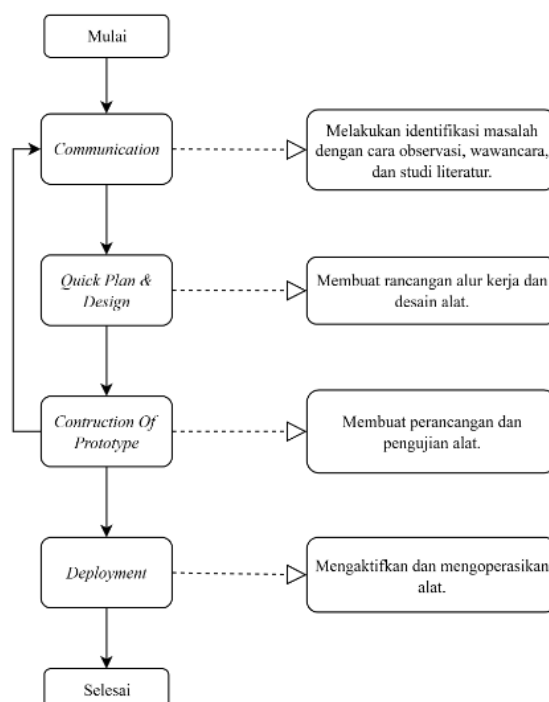 Mulai
Communication
Melakukan identifikasi masalah
dengan cara observasi, wawancara,
dan studi literatur.
Quick Plan &
Design
Membuat rancangan alur kerja dan
desain alat.
Contruction Of
Prototype
Membuat perancangan dan
pengujian alat.
Deployment
Mengaktifkan dan mengoperasikan
alat.
Selesai